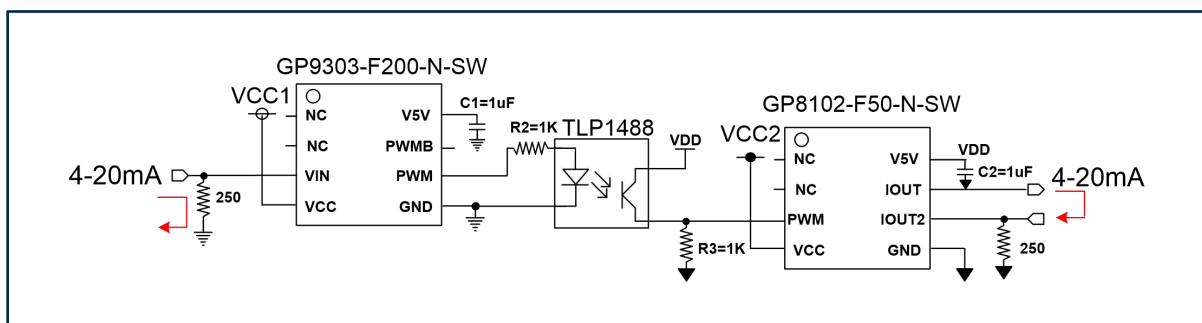 GP9303-F200-N-SW
VCC1
NC
NC
VIN
VCC
V5V
PWMB
PWM
GND
C1=1uF
R2=1K
TLP1488
VDD
4-20mA
250
R3=1K
GP8102-F50-N-SW
VCC2
NC
NC
PWM
VCC
V5V
IOUT
IOUT2
GND
VDD
C2=1uF
4-20mA
250